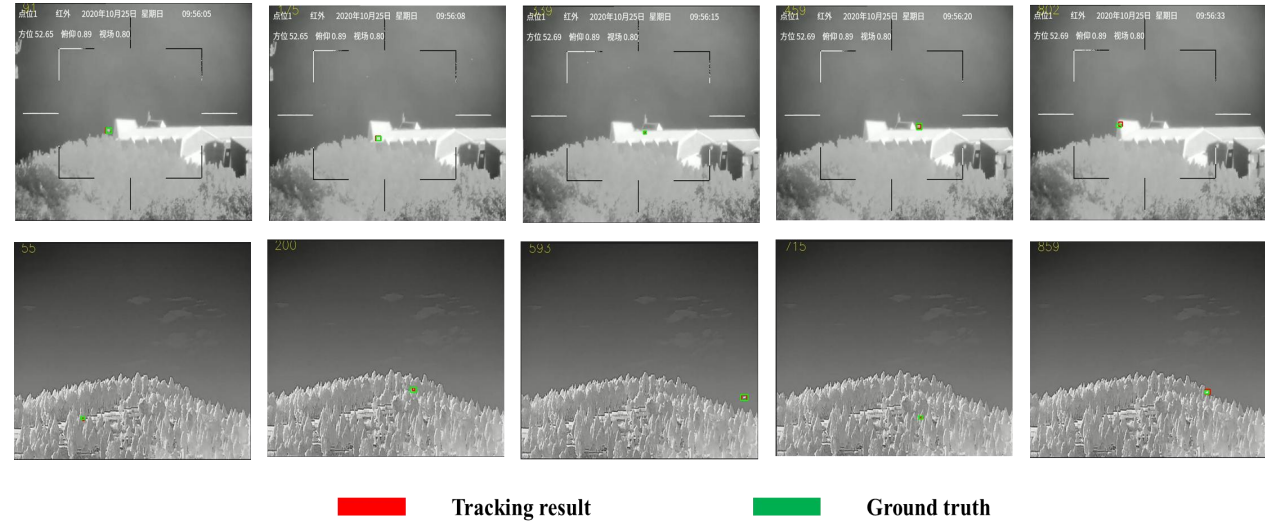 91
点位1 红外 2020年10月25日 星期日 09:56:05
方位 52.65 俯仰 0.89 视场 0.80
175
点位1 红外 2020年10月25日 星期日 09:56:08
方位 52.65 俯仰 0.89 视场 0.80
339
点位1 红外 2020年10月25日 星期日 09:56:15
方位 52.69 俯仰 0.89 视场 0.80
459
点位1 红外 2020年10月25日 星期日 09:56:20
方位 52.69 俯仰 0.89 视场 0.80
802
点位1 红外 2020年10月25日 星期日 09:56:33
方位 52.69 俯仰 0.89 视场 0.80
55
200
593
715
859
Tracking result
Ground truth